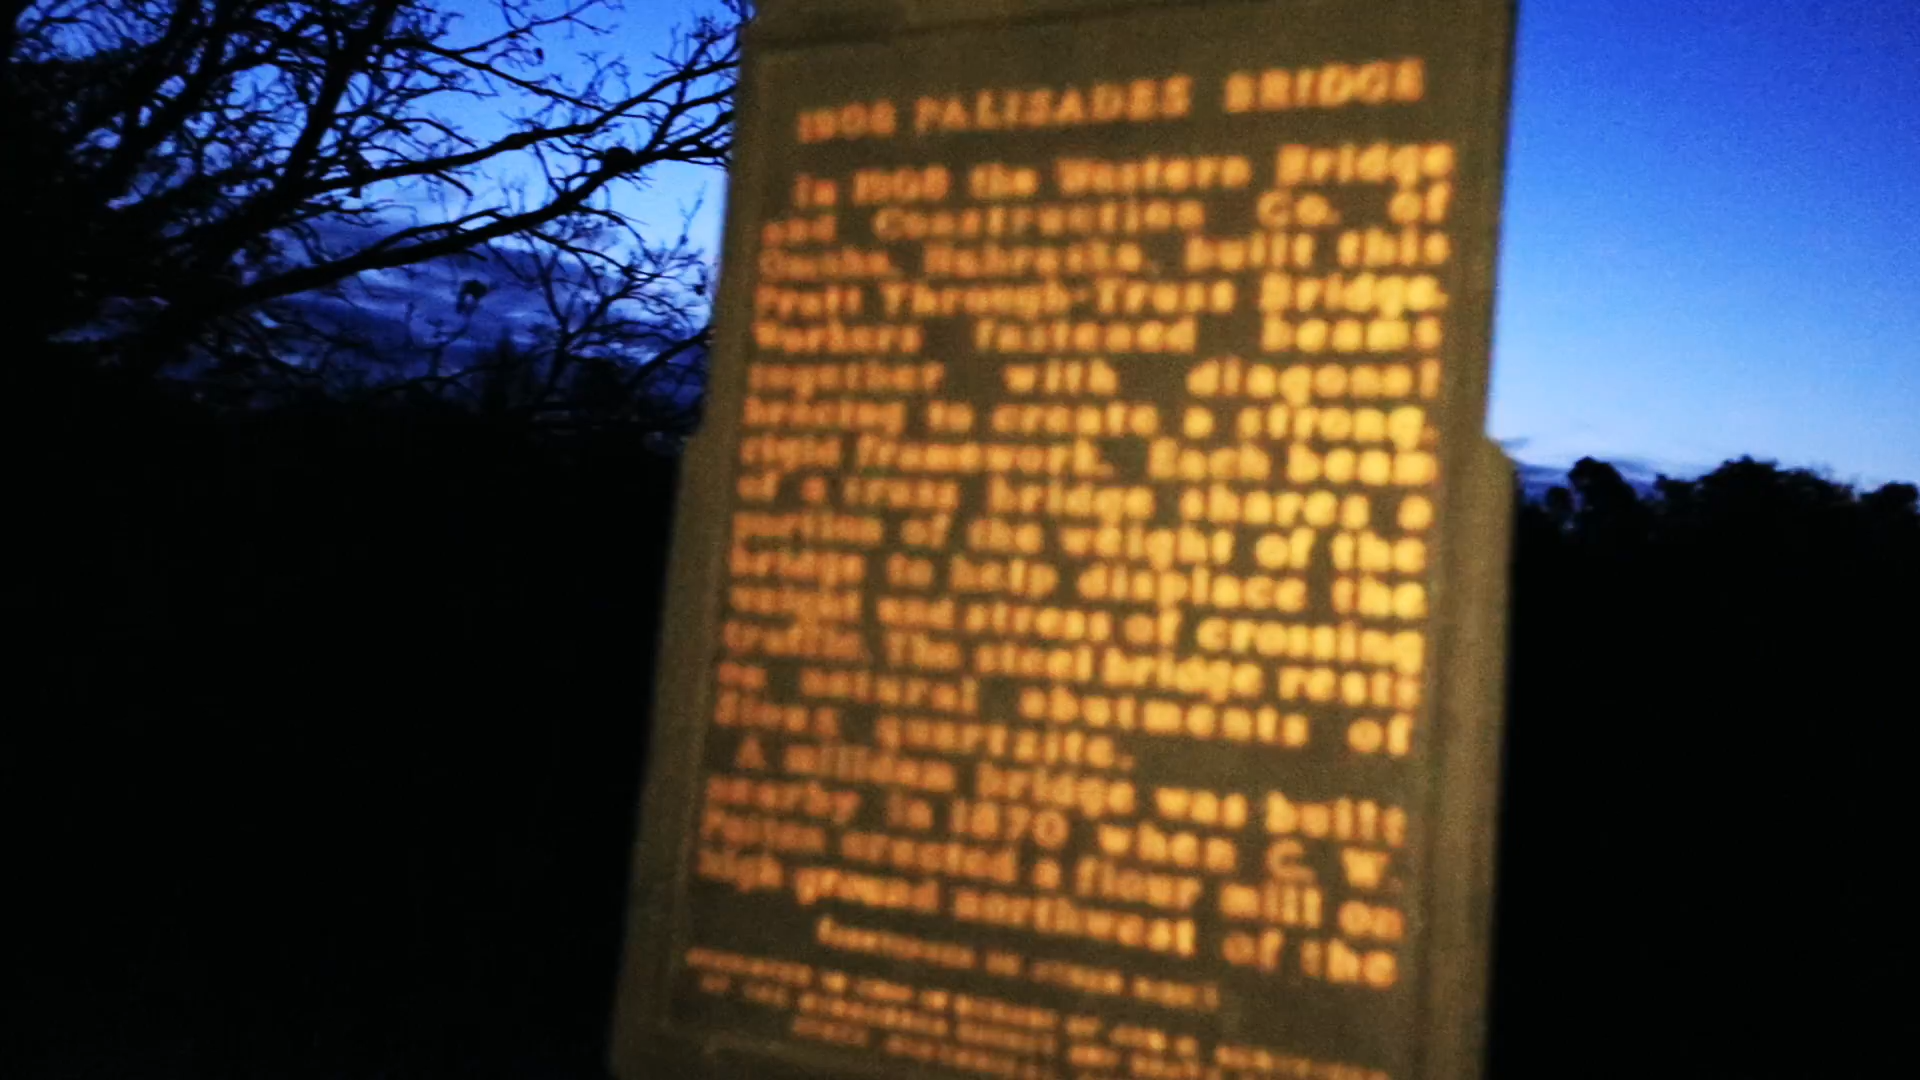 1908 PALISADES BRIDGE
In 1908 the Western Bridge
and Construction Co. of
Omaha, Nebraska, built this
Pratt Through-Truss Bridge.
Workers fastened beams
together with diagonal
bracing to create a strong,
rigid framework. Each beam
of a truss bridge shares a
portion of the weight of the
bridge to help displace the
weight and stress of crossing
traffic. The steel bridge rests
on natural abutments of
Sioux quartzite.
A milldam bridge was built
nearby in 1870 when C. W.
Patton erected a flour mill on
high ground northwest of the